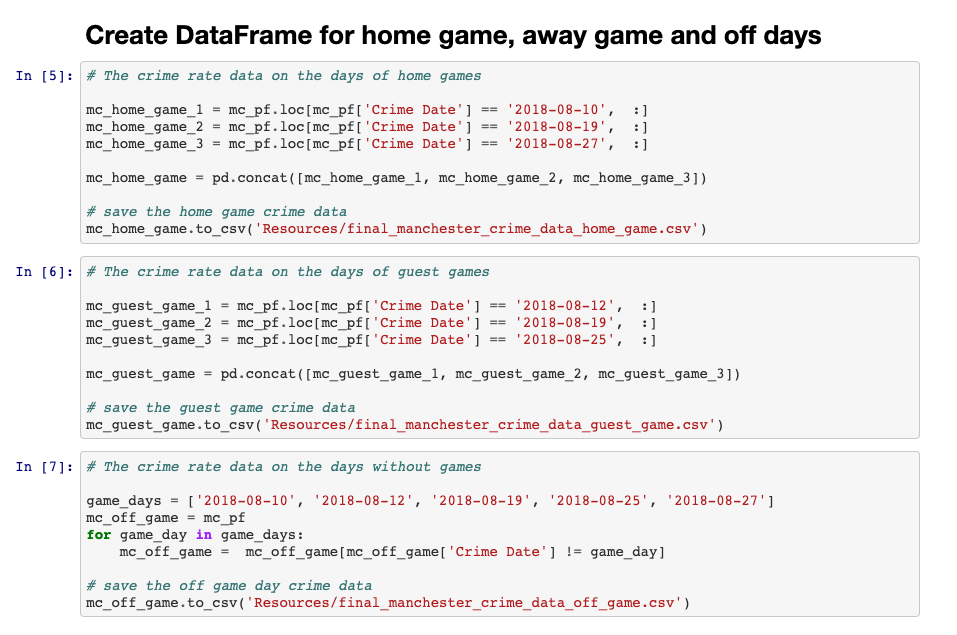 Create DataFrame for home game, away game and off days
In [5]:
# The crime rate data on the days of home games
mc_home_game_1 = mc_pf.loc[mc_pf['Crime Date'] == '2018-08-10',  :]
mc_home_game_2 = mc_pf.loc[mc_pf['Crime Date'] == '2018-08-19',  :]
mc_home_game_3 = mc_pf.loc[mc_pf['Crime Date'] == '2018-08-27',  :]
mc_home_game = pd.concat([mc_home_game_1, mc_home_game_2, mc_home_game_3])
# save the home game crime data
mc_home_game.to_csv('Resources/final_manchester_crime_data_home_game.csv')
In [6]:
# The crime rate data on the days of guest games
mc_guest_game_1 = mc_pf.loc[mc_pf['Crime Date'] == '2018-08-12',  :]
mc_guest_game_2 = mc_pf.loc[mc_pf['Crime Date'] == '2018-08-19',  :]
mc_guest_game_3 = mc_pf.loc[mc_pf['Crime Date'] == '2018-08-25',  :]
mc_guest_game = pd.concat([mc_guest_game_1, mc_guest_game_2, mc_guest_game_3])
# save the guest game crime data
mc_guest_game.to_csv('Resources/final_manchester_crime_data_guest_game.csv')
In [7]:
# The crime rate data on the days without games
game_days = ['2018-08-10', '2018-08-12', '2018-08-19', '2018-08-25', '2018-08-27']
mc_off_game = mc_pf
for game_day in game_days:
    mc_off_game =  mc_off_game[mc_off_game['Crime Date'] != game_day]
# save the off game day crime data
mc_off_game.to_csv('Resources/final_manchester_crime_data_off_game.csv')